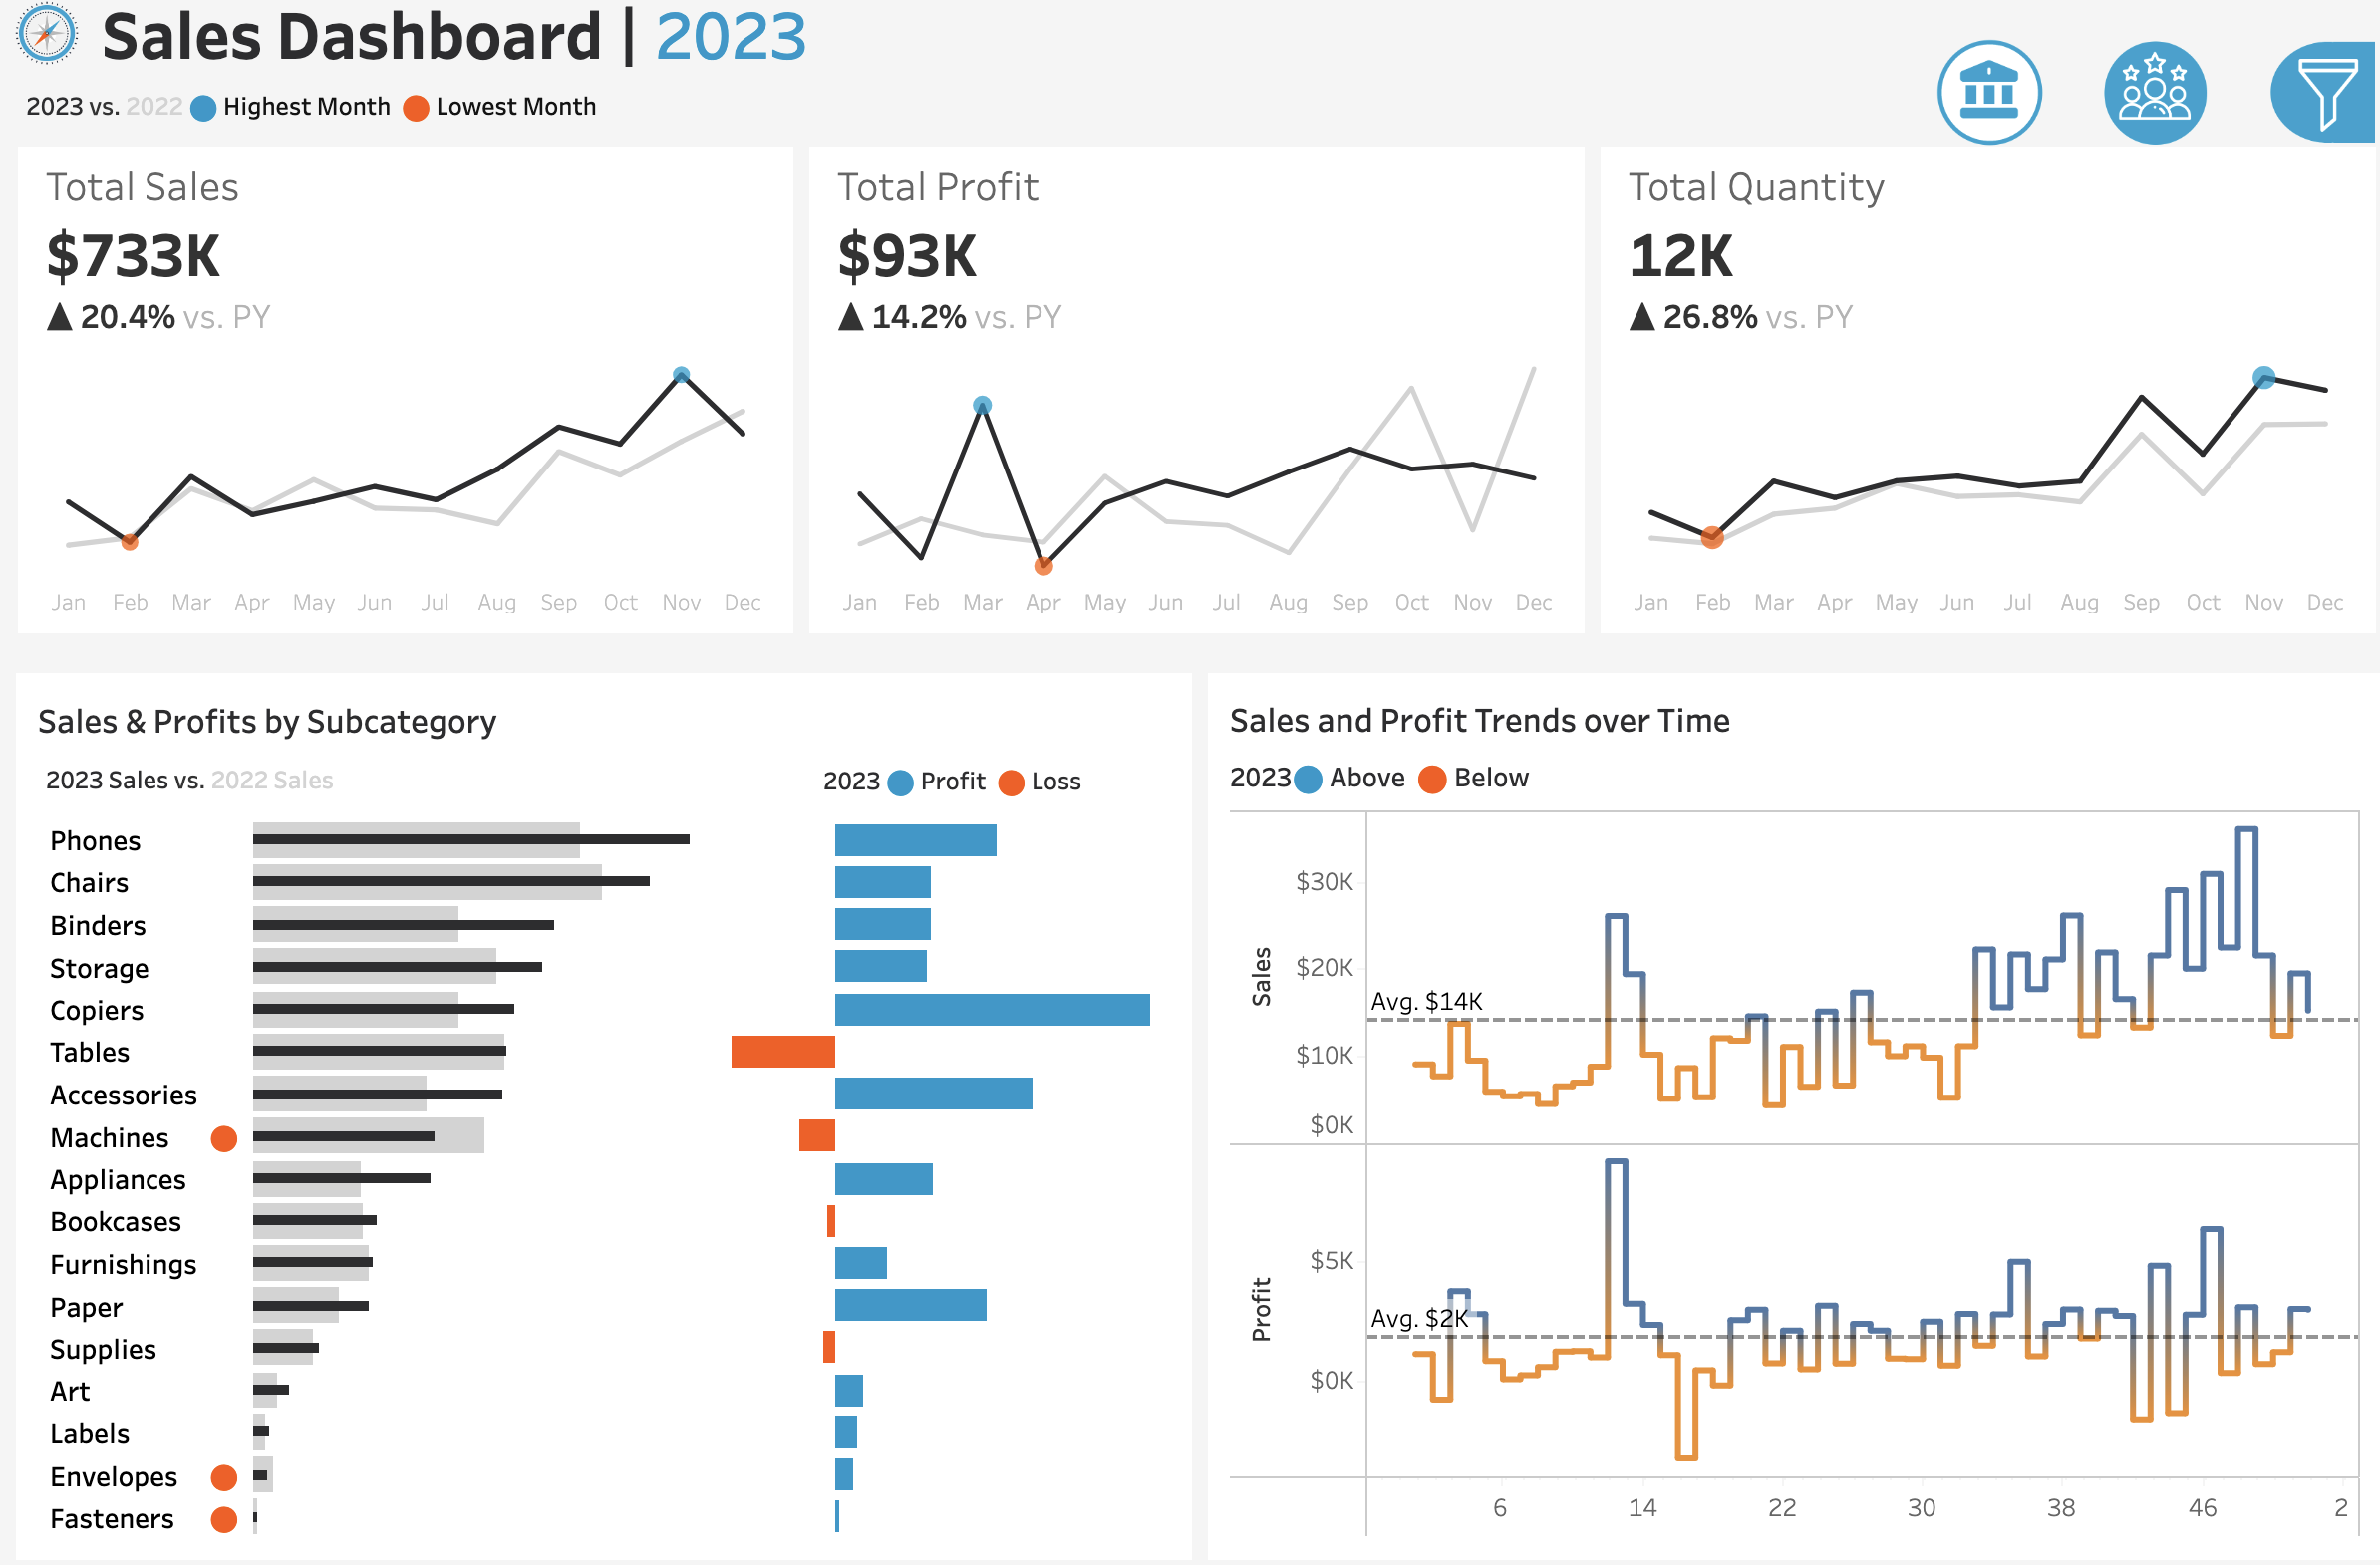 Sales Dashboard | 2023
2023 vs. 2022 Highest Month Lowest Month
Total Sales
$733K
▲ 20.4% vs. PY
Jan Feb Mar Apr May Jun Jul Aug Sep Oct Nov Dec
Total Profit
$93K
▲ 14.2% vs. PY
Jan Feb Mar Apr May Jun Jul Aug Sep Oct Nov Dec
Total Quantity
12K
▲ 26.8% vs. PY
Jan Feb Mar Apr May Jun Jul Aug Sep Oct Nov Dec
Sales & Profits by Subcategory
2023 Sales vs. 2022 Sales
2023 Profit Loss
Phones
Chairs
Binders
Storage
Copiers
Tables
Accessories
Machines
Appliances
Bookcases
Furnishings
Paper
Supplies
Art
Labels
Envelopes
Fasteners
Sales and Profit Trends over Time
2023 Above Below
Sales
$30K
$20K
Avg. $14K
$10K
$0K
Profit
$5K
Avg. $2K
$0K
6 14 22 30 38 46 2